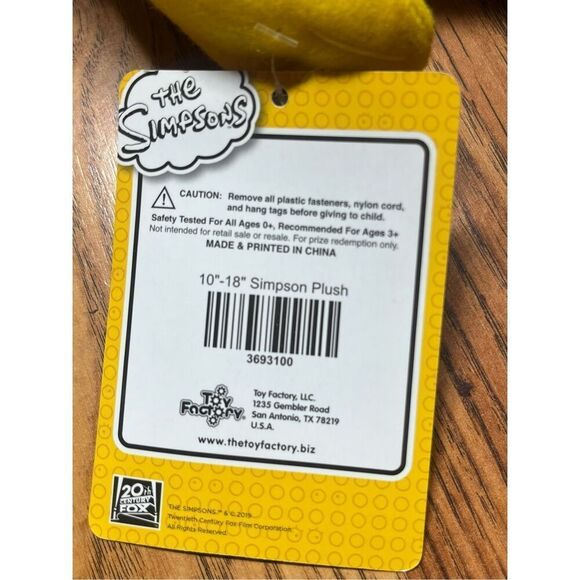 THE
SIMPSONS
CAUTION: Remove all plastic fasteners, nylon cord,
and hang tags before giving to child.
Safety Tested For All Ages 0+, Recommended For Ages 3+
Not intended for retail sale or resale. For prize redemption only.
MADE & PRINTED IN CHINA
10"-18" Simpson Plush
3693100
Toy
Factory
Toy Factory, LLC.
1235 Gembler Road
San Antonio, TX 78219
U.S.A.
www.thetoyfactory.biz
20th
CENTURY
FOX
THE SIMPSONS ™ & © 2019
Twentieth Century Fox Film Corporation.
All Rights Reserved.